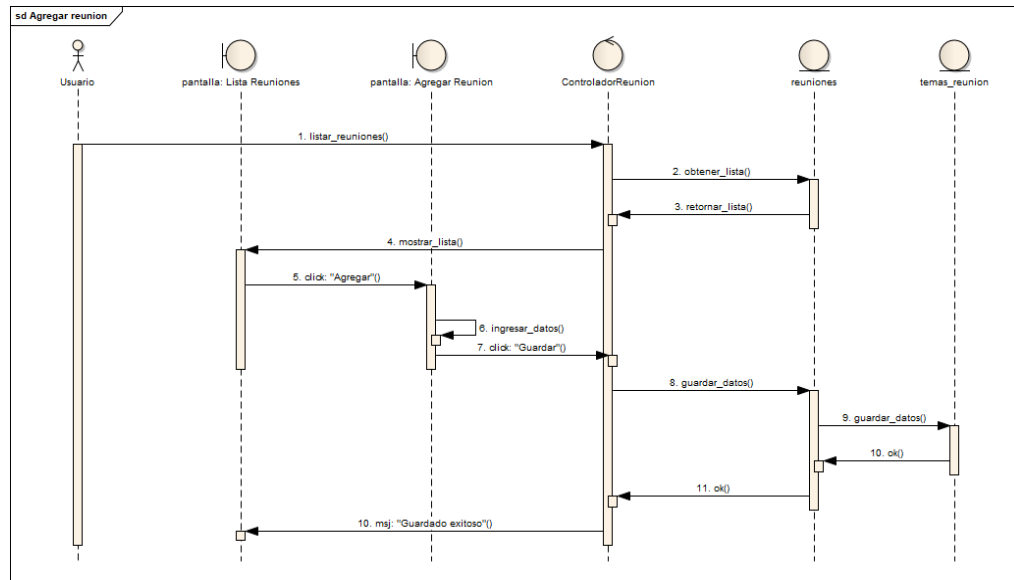 sd Agregar reunion
Usuario
pantalla: Lista Reuniones
pantalla: Agregar Reunion
ControladorReunion
reuniones
temas_reunion
1. listar_reuniones()
2. obtener_lista()
3. retornar_lista()
4. mostrar_lista()
5. click: "Agregar"()
6. ingresar_datos()
7. click: "Guardar"()
8. guardar_datos()
9. guardar_datos()
10. ok()
11. ok()
10. msj: "Guardado exitoso"()